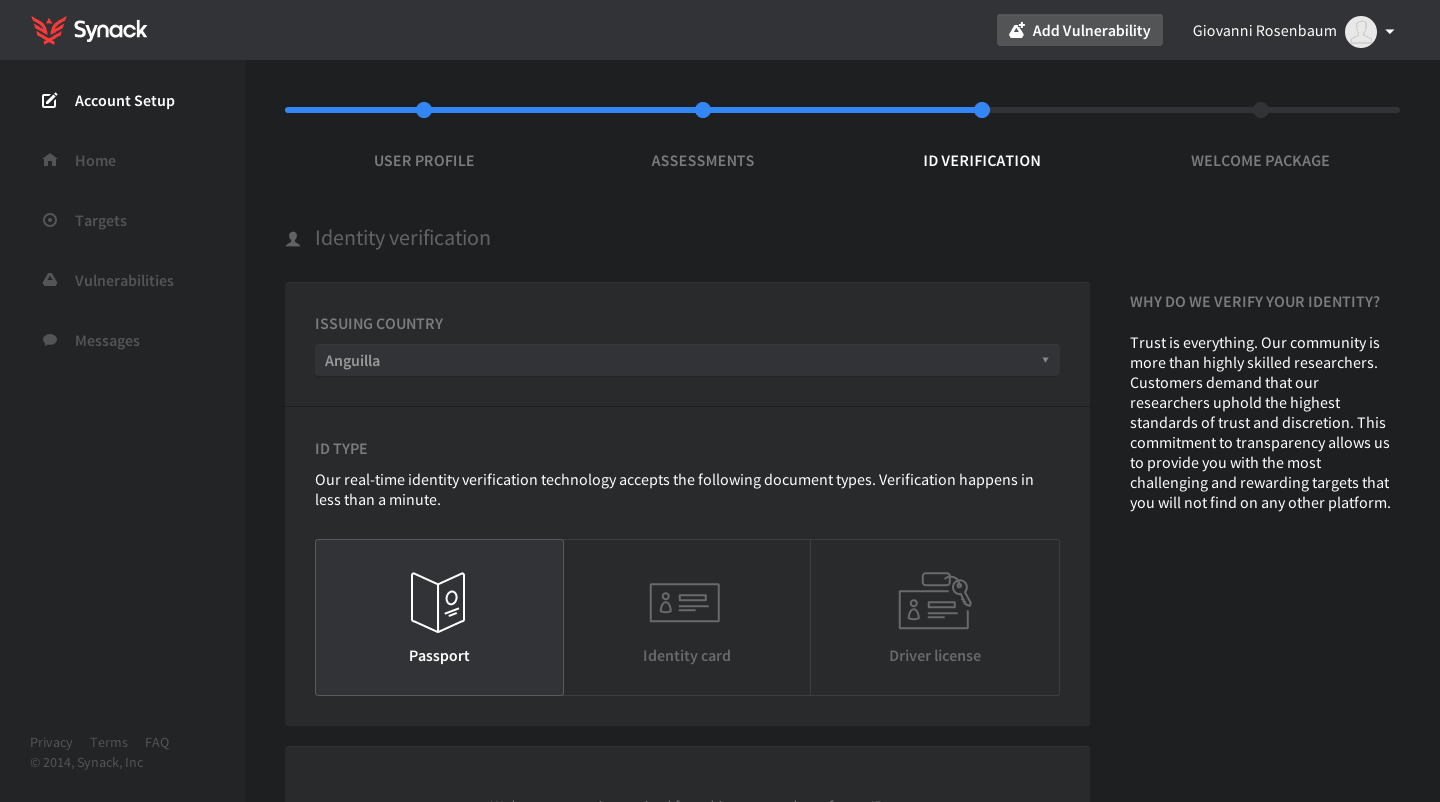 Synack
Add Vulnerability
Giovanni Rosenbaum
Account Setup
Home
Targets
Vulnerabilities
Messages
Privacy Terms FAQ
© 2014, Synack, Inc
USER PROFILE
ASSESSMENTS
ID VERIFICATION
WELCOME PACKAGE
Identity verification
ISSUING COUNTRY
Anguilla
ID TYPE
Our real-time identity verification technology accepts the following document types. Verification happens in
less than a minute.
Passport
Identity card
Driver license
WHY DO WE VERIFY YOUR IDENTITY?
Trust is everything. Our community is
more than highly skilled researchers.
Customers demand that our
researchers uphold the highest
standards of trust and discretion. This
commitment to transparency allows us
to provide you with the most
challenging and rewarding targets that
you will not find on any other platform.